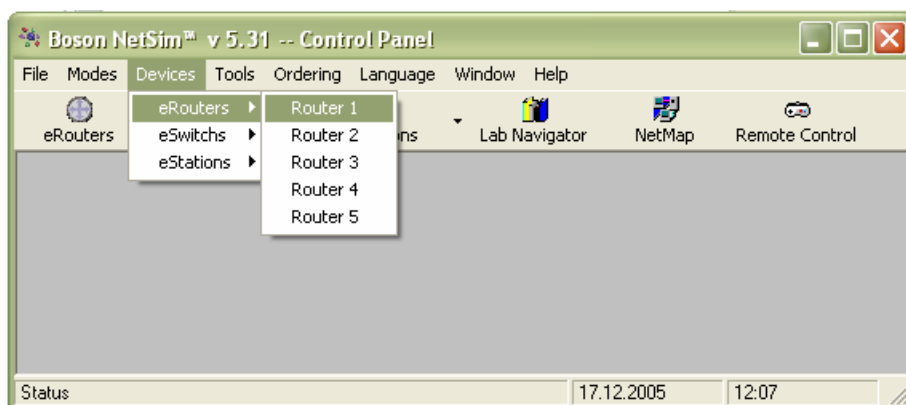 Boson NetSim™ v 5.31 -- Control Panel
File Modes Devices Tools Ordering Language Window Help
eRouters Lab Navigator NetMap Remote Control
eRouters
eSwitchs
eStations
Router 1
Router 2
Router 3
Router 4
Router 5
Status 17.12.2005 12:07